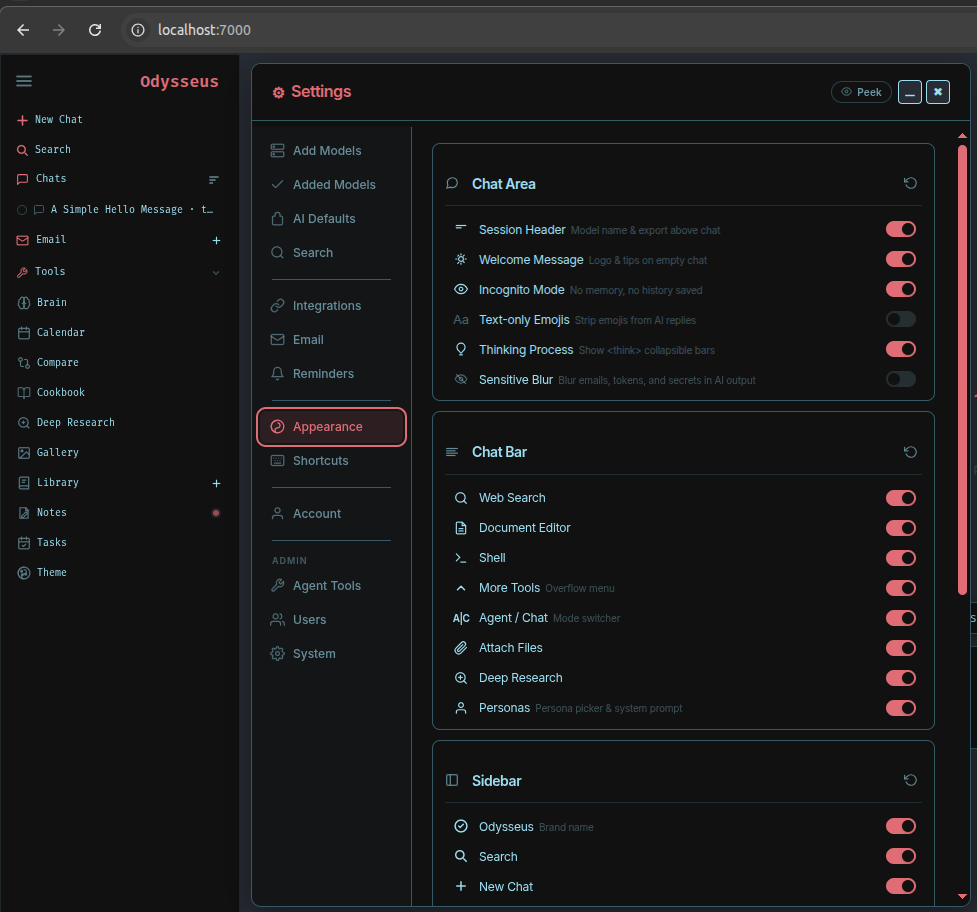 localhost:7000
Odysseus
New Chat
Search
Chats
A Simple Hello Message · t…
Email
Tools
Brain
Calendar
Compare
Cookbook
Deep Research
Gallery
Library
Notes
Tasks
Theme
Settings
Peek
Add Models
Added Models
AI Defaults
Search
Integrations
Email
Reminders
Appearance
Shortcuts
Account
ADMIN
Agent Tools
Users
System
Chat Area
Session Header Model name & export above chat
Welcome Message Logo & tips on empty chat
Incognito Mode No memory, no history saved
Aa Text-only Emojis Strip emojis from AI replies
Thinking Process Show <think> collapsible bars
Sensitive Blur Blur emails, tokens, and secrets in AI output
Chat Bar
Web Search
Document Editor
Shell
More Tools Overflow menu
A|C Agent / Chat Mode switcher
Attach Files
Deep Research
Personas Persona picker & system prompt
Sidebar
Odysseus Brand name
Search
New Chat